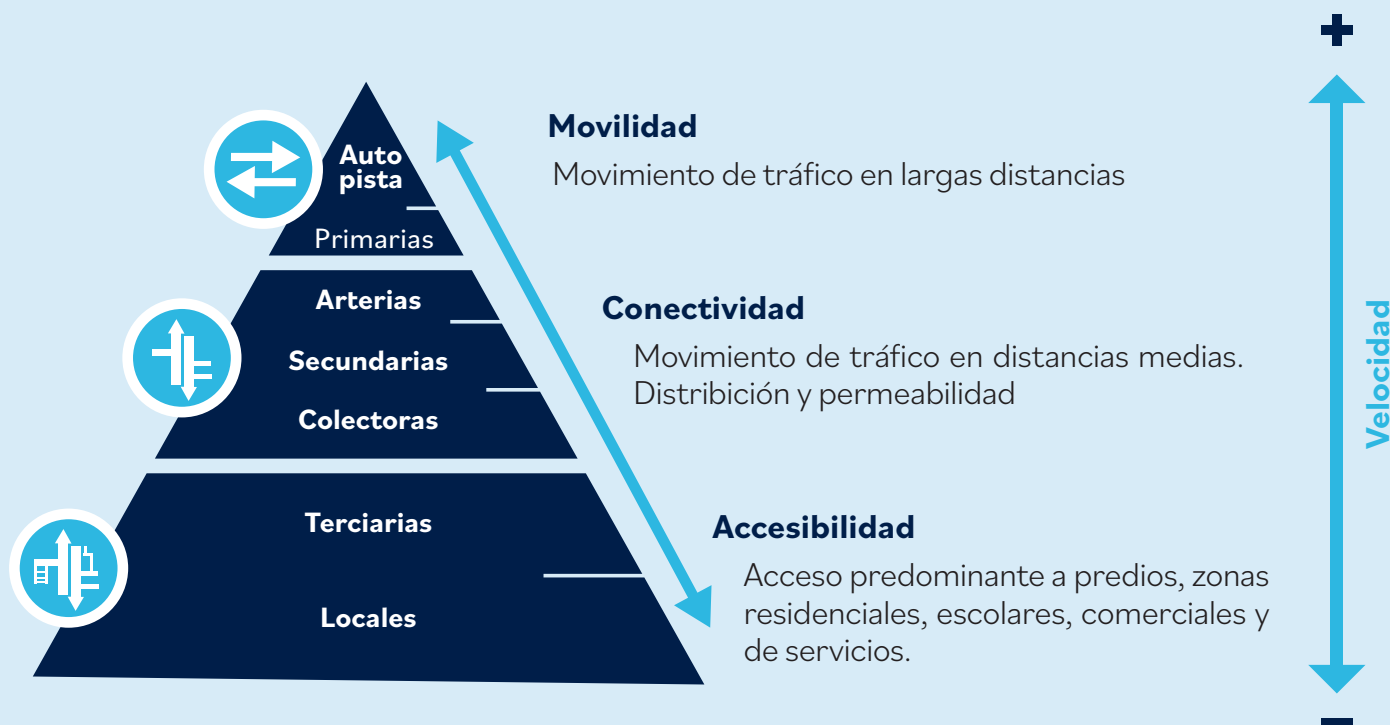 Auto
pista
Primarias
Arterias
Secundarias
Colectoras
Terciarias
Locales
Movilidad
Movimiento de tráfico en largas distancias
Conectividad
Movimiento de tráfico en distancias medias.
Distribición y permeabilidad
Accesibilidad
Acceso predominante a predios, zonas
residenciales, escolares, comerciales y
de servicios.
+
Velocidad
-